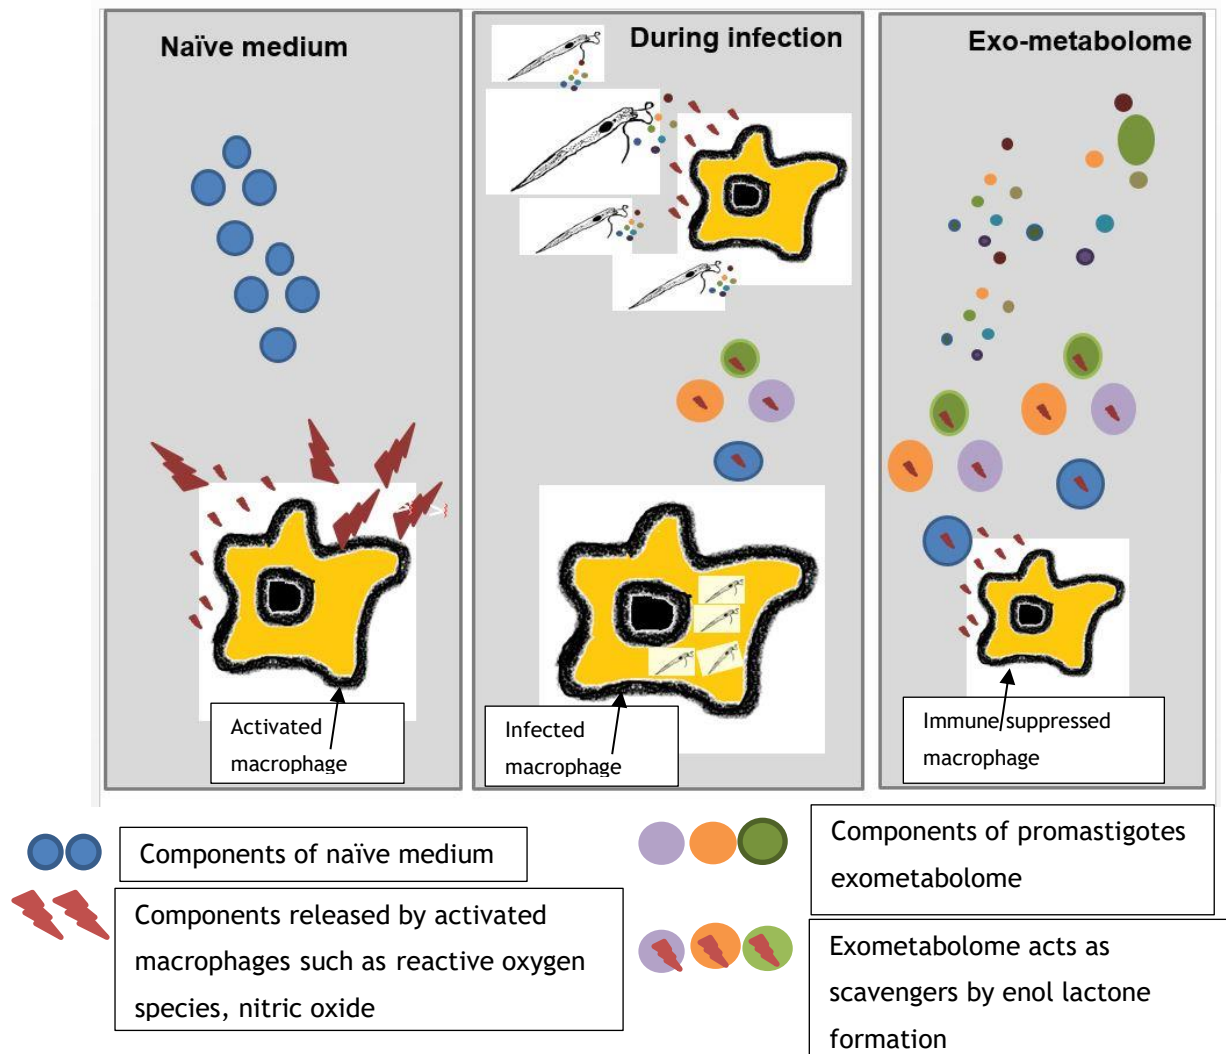 Naïve medium
During infection
Exo-metabolome
Activated
macrophage
Infected
macrophage
Immune suppressed
macrophage
Components of naïve medium
Components released by activated
macrophages such as reactive oxygen
species, nitric oxide
Components of promastigotes
exometabolome
Exometabolome acts as
scavengers by enol lactone
formation